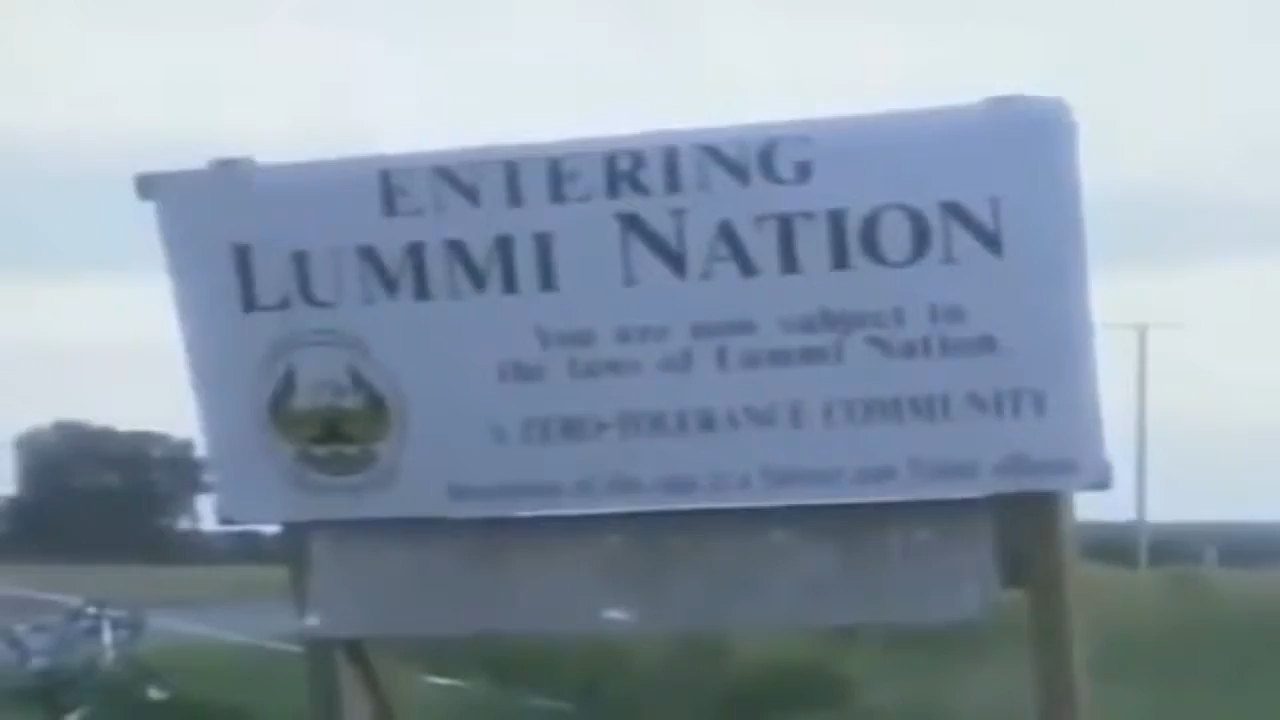 ENTERING
LUMMI NATION
You are now subject to
the laws of Lummi Nation.
A ZERO-TOLERANCE COMMUNITY